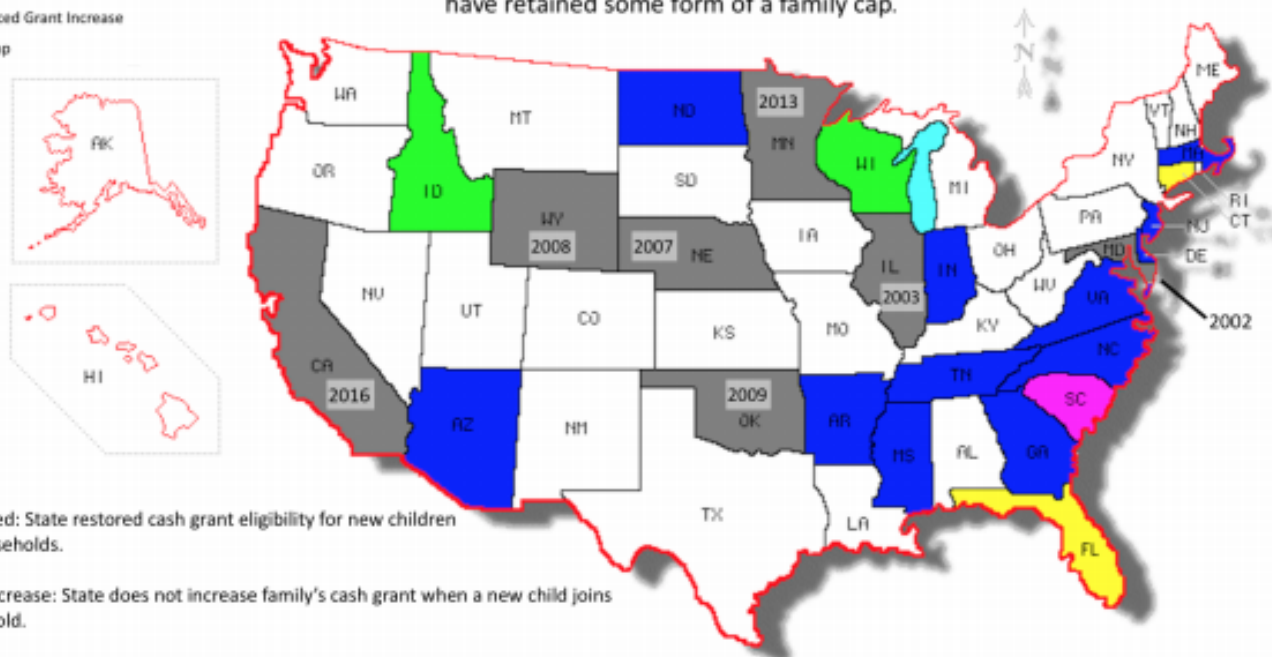 have retained some form of a family cap.
ced Grant Increase
p
N
AK
HI
WA
OR
CA
2016
ID
NV
MT
WY
2008
UT
AZ
CO
NM
ND
SD
2007
NE
KS
2009
OK
TX
2013
MN
IA
MO
AR
LA
WI
IL
2003
MS
MI
IN
KY
TN
AL
OH
WV
VA
NC
SC
GA
FL
PA
NY
VT
NH
ME
MA
RI
CT
NJ
DE
MD
2002
ed: State restored cash grant eligibility for new children
seholds.
crease: State does not increase family's cash grant when a new child joins
old.